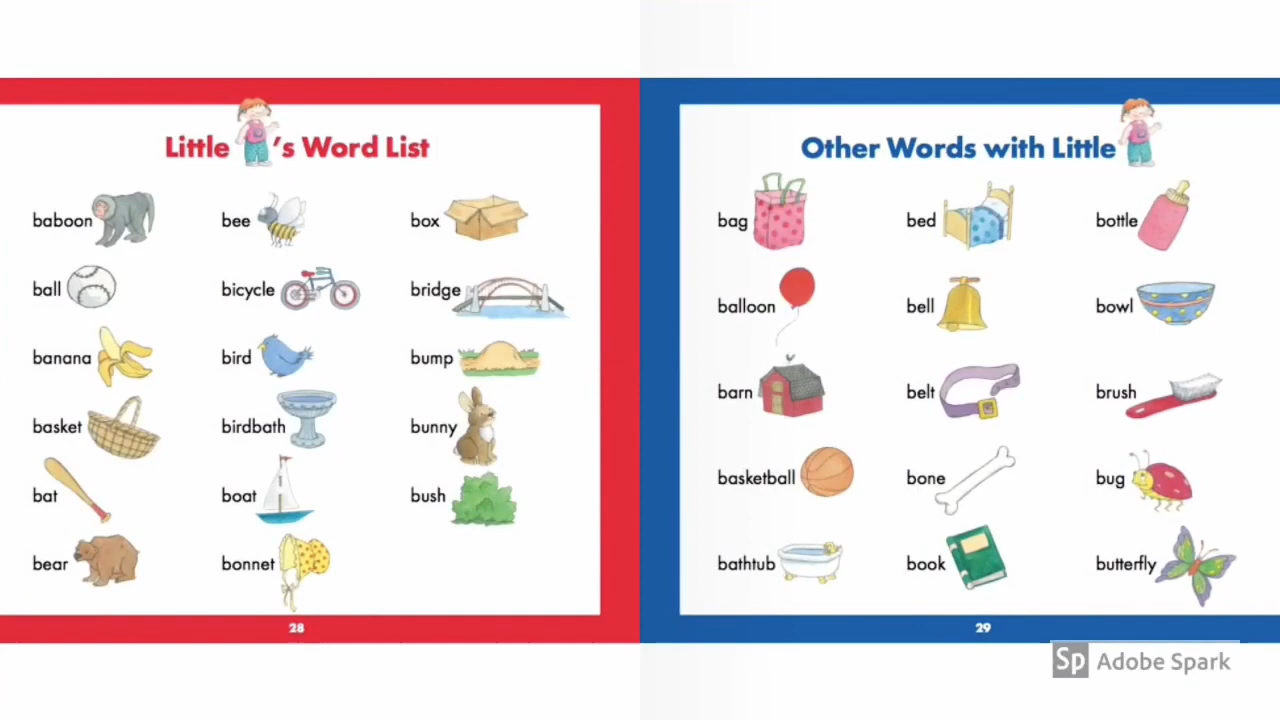 Little 's Word List
baboon
ball
banana
basket
bat
bear
bee
bicycle
bird
birdbath
boat
bonnet
box
bridge
bump
bunny
bush
28
Other Words with Little
bag
balloon
barn
basketball
bathtub
bed
bell
belt
bone
book
bottle
bowl
brush
bug
butterfly
29
Sp Adobe Spark